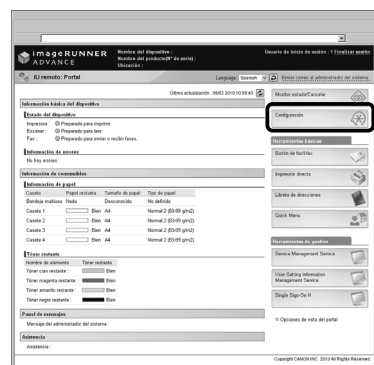 imageRUNNER ADVANCE
Nombre del dispositivo :
Nombre del producto(Nº de serie) :
Ubicación :
Usuario de inicio de sesión : 1 Finalizar sesión
IU remoto: Portal
Language: Spanish
Enviar correo al administrador del sistema
Última actualización : 08/02 2010 10:58:49
Información básica del dispositivo
Estado del dispositivo
Impresora : Preparada para imprimir.
Escáner : Preparada para leer.
Fax : Preparada para enviar o recibir faxes.
Información de errores
No hay errores
Información de consumibles
Información de papel
Casete Papel restante Tamaño de papel Tipo de papel
Bandeja multiuso Nada Desconocido No definido
Casete 1 Bien A4 Normal 2 (83-99 g/m2)
Casete 2 Bien A4 Normal 2 (83-99 g/m2)
Casete 3 Bien A4 Normal 2 (83-99 g/m2)
Casete 4 Bien A4 Normal 2 (83-99 g/m2)
Tóner restante
Nombre de elemento Tóner restante
Tóner cian restante : Bien
Tóner magenta restante : Bien
Tóner amarillo restante : Bien
Tóner negro restante : Bien
Panel de mensajes
Mensaje del administrador del sistema :
Asistencia
Asistencia :
Monitor estado/Cancelar
Configuración
Herramientas básicas
Buzón de fax/Ifax
Impresión directa
Libreta de direcciones
Quick Menu
Herramientas de gestión
Service Management Service
User Setting Information Management Service
Single Sign-On H
Opciones de vista del portal
Copyright CANON INC. 2010 All Rights Reserved.